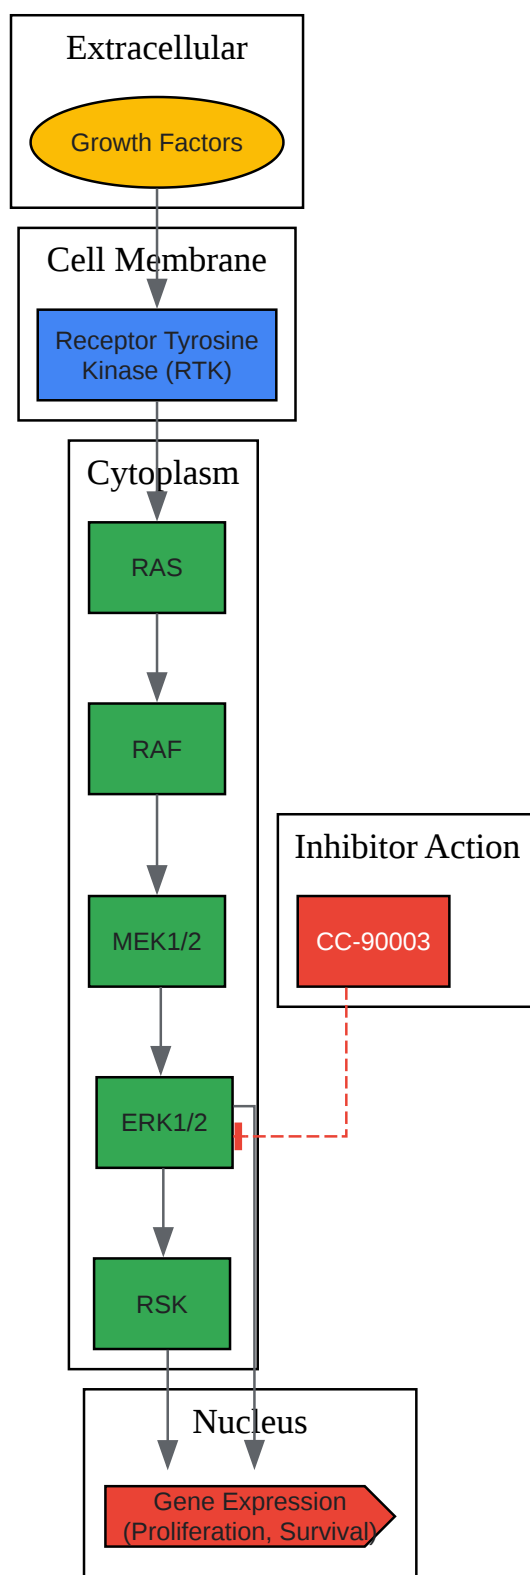 Extracellular
Growth Factors
Cell Membrane
Receptor Tyrosine
Kinase (RTK)
Cytoplasm
RAS
RAF
Inhibitor Action
MEK1/2
CC-90003
ERK1/2
RSK
Nucleus
Gene Expression
(Proliferation, Survival)